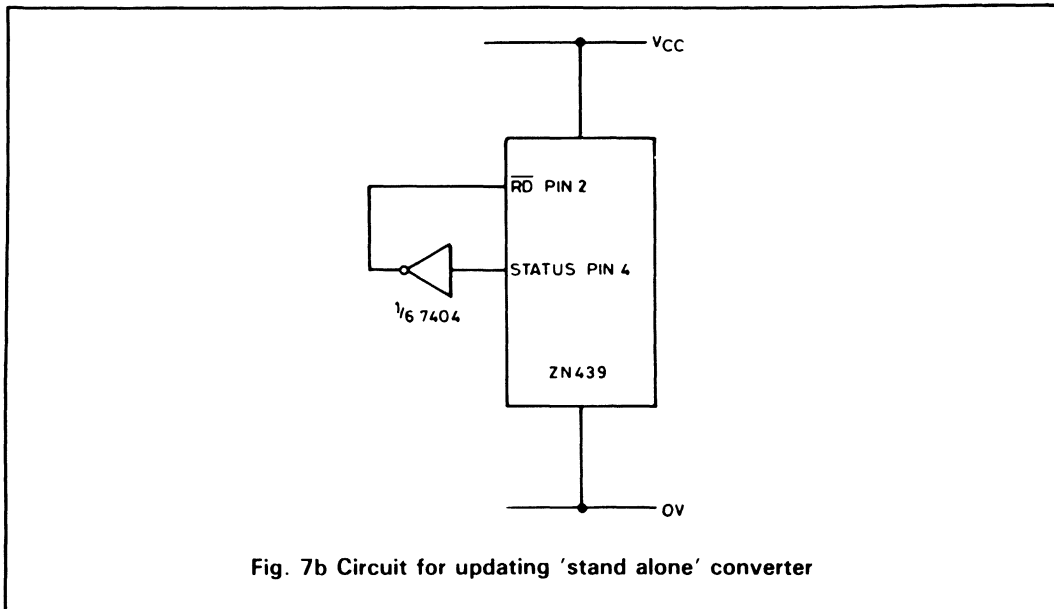 VCC
RD PIN 2
STATUS PIN 4
1/6 7404
ZN439
OV
Fig. 7b Circuit for updating 'stand alone' converter